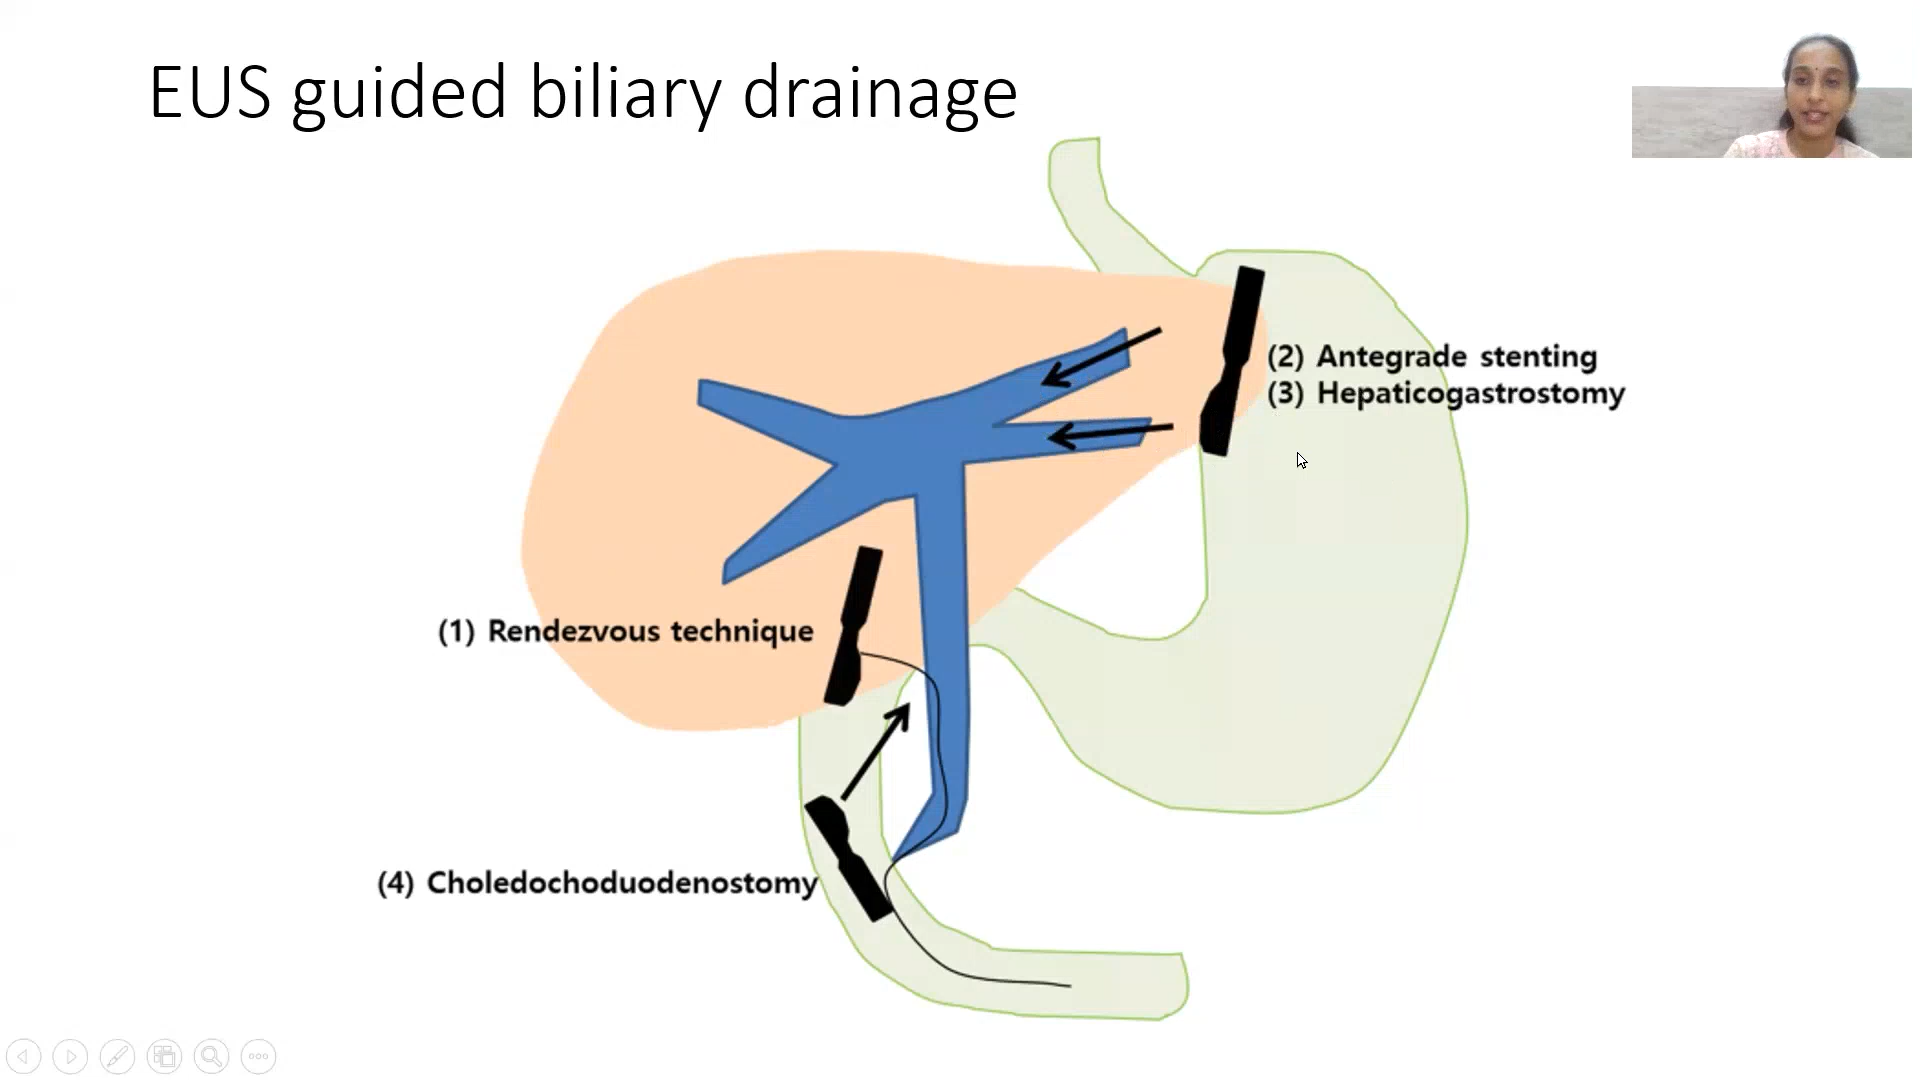 EUS guided biliary drainage
(2) Antegrade stenting
(3) Hepaticogastrostomy
(1) Rendezvous technique
(4) Choledochoduodenostomy